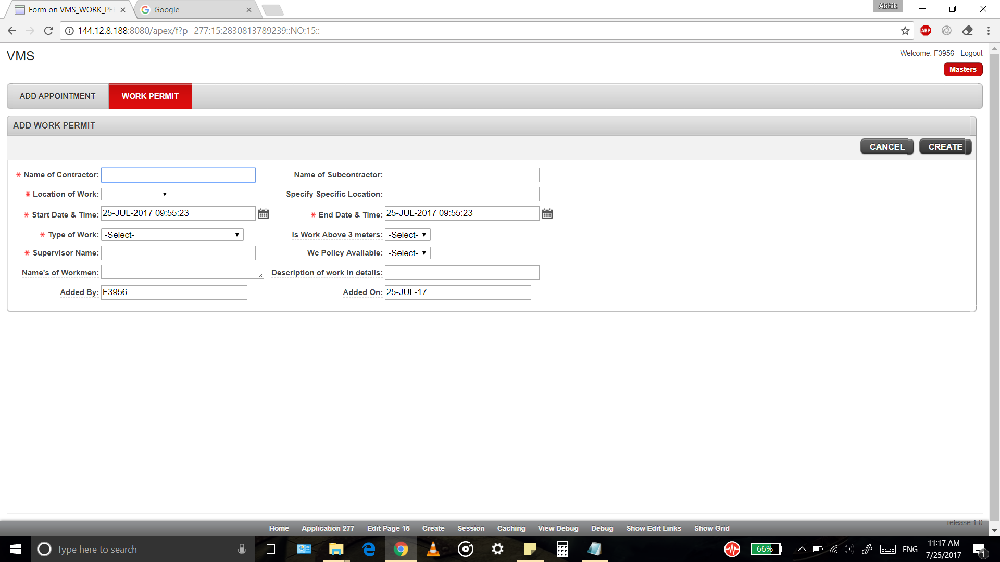 Form on VMS_WORK_PE
Google
Abhik
144.12.8.188:8080/apex/f?p=277:15:2830813789239::NO:15::
ABP
VMS
Welcome: F3956 Logout
Masters
ADD APPOINTMENT WORK PERMIT
ADD WORK PERMIT
CANCEL CREATE
* Name of Contractor: Name of Subcontractor:
* Location of Work: -- Specify Specific Location:
* Start Date & Time: 25-JUL-2017 09:55:23 * End Date & Time: 25-JUL-2017 09:55:23
* Type of Work: -Select- Is Work Above 3 meters: -Select-
* Supervisor Name: Wc Policy Available: -Select-
Name's of Workmen: Description of work in details:
Added By: F3956 Added On: 25-JUL-17
release 1.0
Home Application 277 Edit Page 15 Create Session Caching View Debug Debug Show Edit Links Show Grid
Type here to search
66%
ENG
11:17 AM
7/25/2017
1